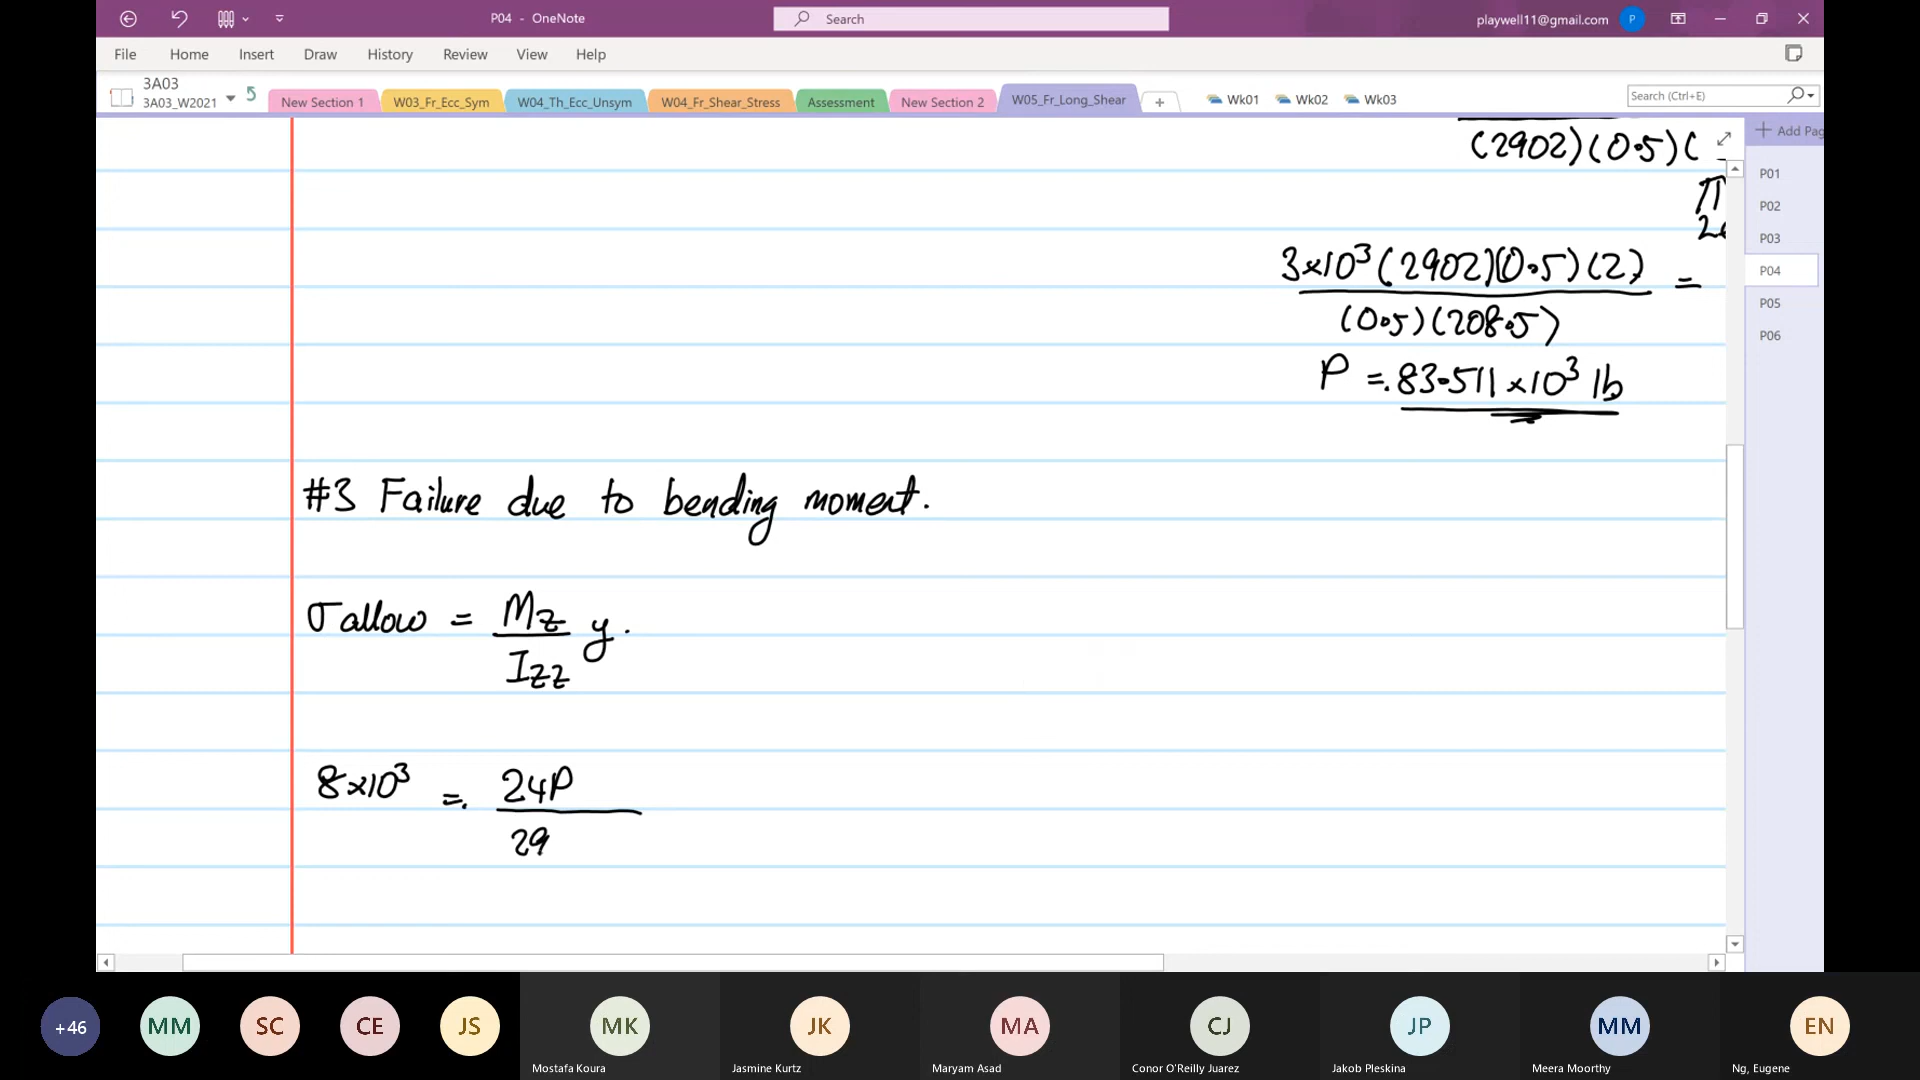 P04 - OneNote
Search
playwell11@gmail.com
P
File Home Insert Draw History Review View Help
3A03
3A03_W2021
New Section 1
W03_Fr_Ecc_Sym
W04_Th_Ecc_Unsym
W04_Fr_Shear_Stress
Assessment
New Section 2
W05_Fr_Long_Shear
Wk01
Wk02
Wk03
Search (Ctrl+E)
Add Pag
P01
P02
P03
P04
P05
P06
(2902)(0.5)(
π
3×10³(2902)(0.5)(2) =
(0.5)(208.5)
P = 83.511 ×10³ lb
#3 Failure due to bending moment.
σallow = Mz y.
Izz
8×10³ = 24P
29
+46
MM
SC
CE
JS
MK
JK
MA
CJ
JP
MM
EN
Mostafa Koura
Jasmine Kurtz
Maryam Asad
Conor O'Reilly Juarez
Jakob Pleskina
Meera Moorthy
Ng, Eugene